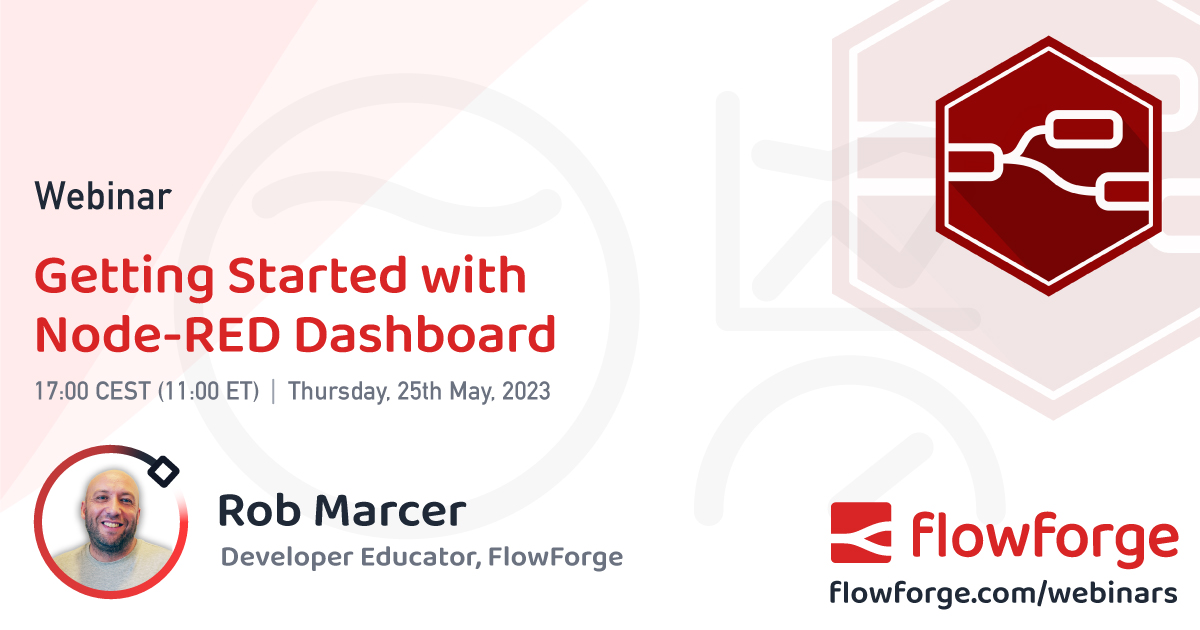 Webinar
Getting Started with
Node-RED Dashboard
17:00 CEST (11:00 ET) | Thursday, 25th May, 2023
Rob Marcer
Developer Educator, FlowForge
flowforge
flowforge.com/webinars